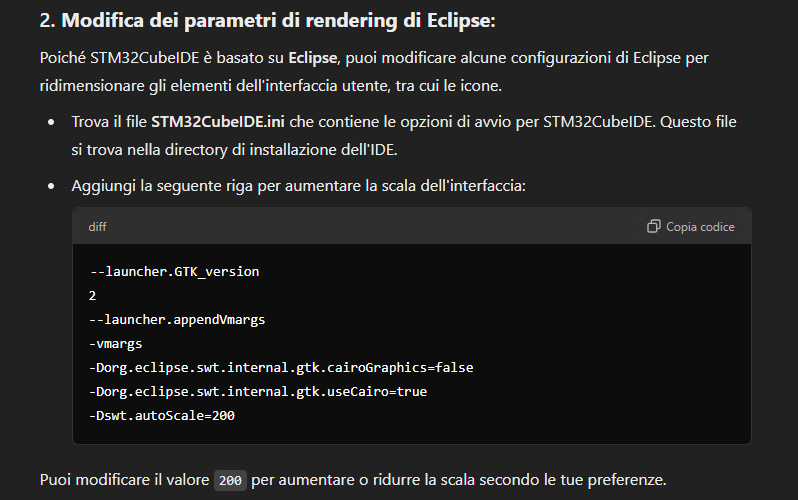 2. Modifica dei parametri di rendering di Eclipse:
Poiché STM32CubeIDE è basato su Eclipse, puoi modificare alcune configurazioni di Eclipse per
ridimensionare gli elementi dell'interfaccia utente, tra cui le icone.
• Trova il file STM32CubeIDE.ini che contiene le opzioni di avvio per STM32CubeIDE. Questo file
si trova nella directory di installazione dell'IDE.
• Aggiungi la seguente riga per aumentare la scala dell'interfaccia:
diff Copia codice
--launcher.GTK_version
2
--launcher.appendVmargs
-vmargs
-Dorg.eclipse.swt.internal.gtk.cairoGraphics=false
-Dorg.eclipse.swt.internal.gtk.useCairo=true
-Dswt.autoScale=200
Puoi modificare il valore 200 per aumentare o ridurre la scala secondo le tue preferenze.